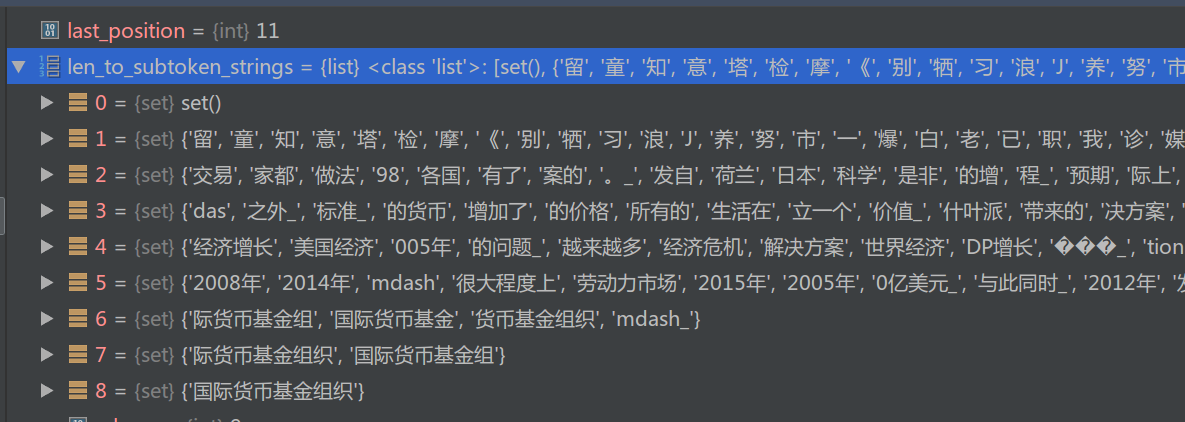 last_position = {int} 11
len_to_subtoken_strings = {list} <class 'list'>: [set(), {'留', '童', '知', '意', '塔', '检', '摩', '《', '别', '牺', '习', '浪', 'J', '养', '努', '市
0 = {set} set()
1 = {set} {'留', '童', '知', '意', '塔', '检', '摩', '《', '别', '牺', '习', '浪', 'J', '养', '努', '市', '一', '爆', '白', '老', '已', '职', '我', '诊', '媒
2 = {set} {'交易', '家都', '做法', '98', '各国', '有了', '案的', '。_', '发自', '荷兰', '日本', '科学', '是非', '的增', '程_', '预期', '际上',
3 = {set} {'das', '之外_', '标准_', '的货币', '增加了', '的价格', '所有的', '生活在', '立一个', '价值_', '什叶派', '带来的', '决方案',
4 = {set} {'经济增长', '美国经济', '005年', '的问题_', '越来越多', '经济危机', '解决方案', '世界经济', 'DP增长', '���_', 'tion
5 = {set} {'2008年', '2014年', 'mdash', '很大程度上', '劳动力市场', '2015年', '2005年', '0亿美元_', '与此同时_', '2012年', '发
6 = {set} {'际货币基金组', '国际货币基金', '货币基金组织', 'mdash_'}
7 = {set} {'际货币基金组织', '国际货币基金组'}
8 = {set} {'国际货币基金组织'}